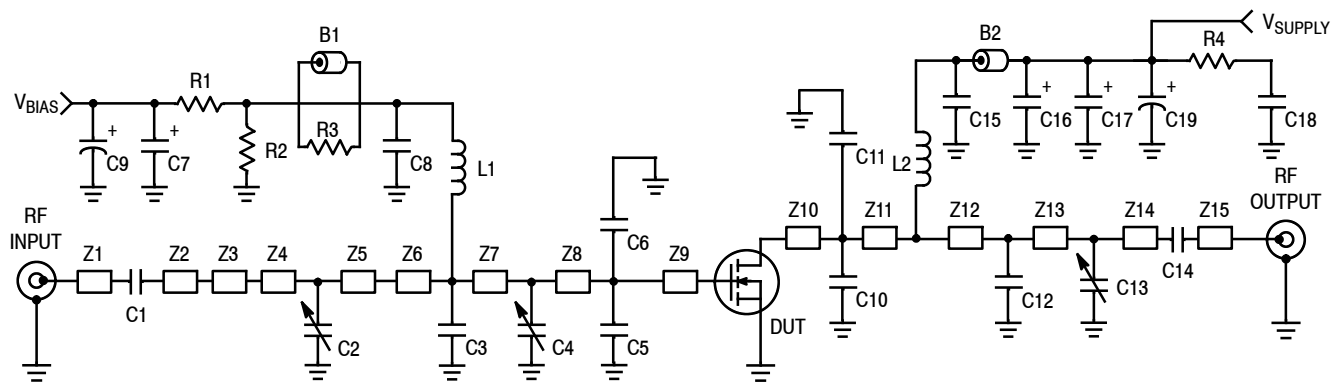 B1
B2
VSUPPLY
R4
R1
VBIAS
+
C9
+
C7
R2
R3
C8
L1
C6
C11
L2
C15
+
C16
+
C17
+
C19
C18
RF
INPUT
Z1
C1
Z2
Z3
Z4
C2
Z5
Z6
C3
Z7
C4
Z8
C5
Z9
DUT
Z10
C10
Z11
Z12
C12
Z13
C13
Z14
C14
Z15
RF
OUTPUT